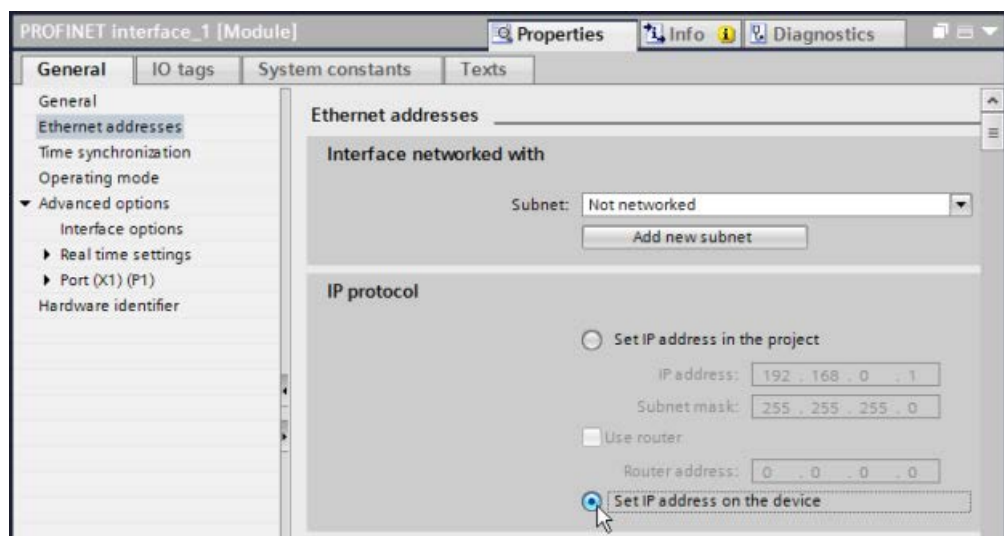 PROFINET interface_1 [Module]
Properties
Info
Diagnostics
General
IO tags
System constants
Texts
General
Ethernet addresses
Time synchronization
Operating mode
Advanced options
Interface options
Real time settings
Port (X1) (P1)
Hardware identifier
Ethernet addresses
Interface networked with
Subnet: Not networked
Add new subnet
IP protocol
Set IP address in the project
IP address: 192 . 168 . 0 . 1
Subnet mask: 255 . 255 . 255 . 0
Use router
Router address: 0 . 0 . 0 . 0
Set IP address on the device